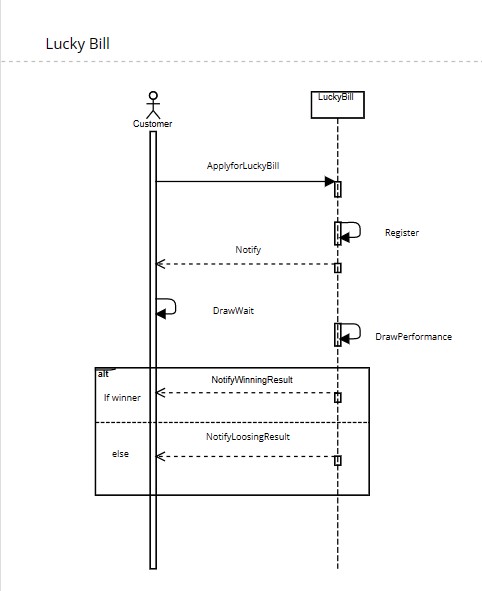 Lucky Bill
LuckyBill
Customer
ApplyforLuckyBill
Register
Notify
DrawWait
DrawPerformance
alt
NotifyWinningResult
If winner
NotifyLoosingResult
else